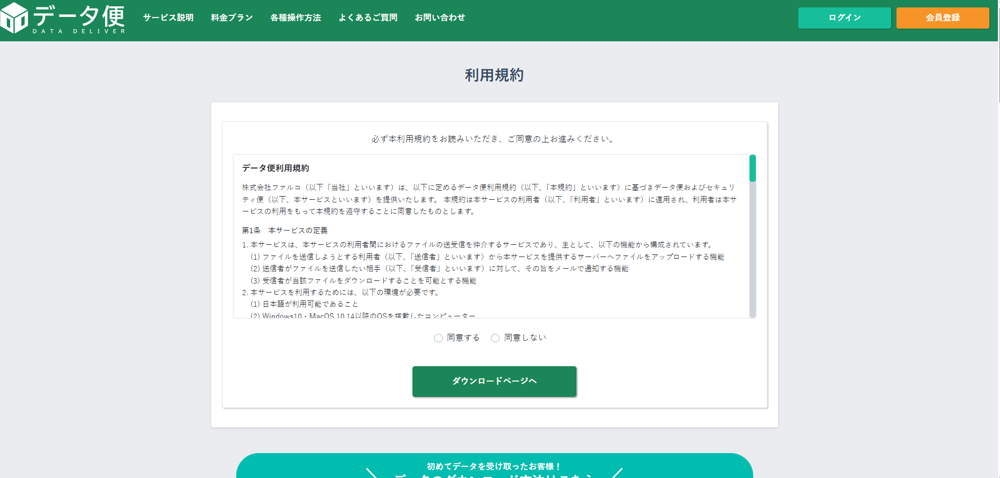 データ便
DATA DELIVER
サービス説明
料金プラン
各種操作方法
よくあるご質問
お問い合わせ
ログイン
会員登録
利用規約
必ず本利用規約をお読みいただき、ご同意の上お進みください。
データ便利用規約
株式会社ファルコ（以下「当社」といいます）は、以下に定めるデータ便利用規約（以下、「本規約」といいます）に基づきデータ便およびセキュリ
ティ便（以下、本サービスといいます）を提供いたします。 本規約は本サービスの利用者（以下、「利用者」といいます）に適用され、利用者は本サ
ービスの利用をもって本規約を遵守することに同意したものとします。
第1条　本サービスの定義
1. 本サービスは、本サービスの利用者間におけるファイルの送受信を仲介するサービスであり、主として、以下の機能から構成されています。
(1) ファイルを送信しようとする利用者（以下、「送信者」といいます）から本サービスを提供するサーバーへファイルをアップロードする機能
(2) 送信者がファイルを送信したい相手（以下、「受信者」といいます）に対して、その旨をメールで通知する機能
(3) 受信者が当該ファイルをダウンロードすることを可能とする機能
2. 本サービスを利用するためには、以下の環境が必要です。
(1) 日本語が利用可能であること
(2) Windows10・MacOS 10.14以降のOSを搭載したコンピューター
同意する
同意しない
ダウンロードページへ
初めてデータを受け取ったお客様！
データのダウンロード方法はこちら